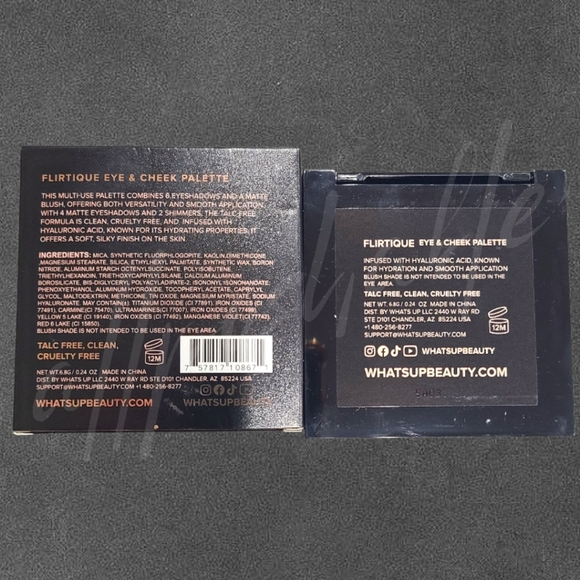 FLIRTIQUE EYE & CHEEK PALETTE
THIS MULTI-USE PALETTE COMBINES 6 EYESHADOWS AND A MATTE
BLUSH, OFFERING BOTH VERSATILITY AND SMOOTH APPLICATION.
WITH 4 MATTE EYESHADOWS AND 2 SHIMMERS, THE TALC-FREE
FORMULA IS CLEAN, CRUELTY FREE, AND INFUSED WITH
HYALURONIC ACID, KNOWN FOR ITS HYDRATING PROPERTIES; IT
OFFERS A SOFT, SILKY FINISH ON THE SKIN.
INGREDIENTS: MICA, SYNTHETIC FLUORPHLOGOPITE, KAOLIN, DIMETHICONE,
MAGNESIUM STEARATE, SILICA, ETHYLHEXYL PALMITATE, SYNTHETIC WAX, BORON
NITRIDE, ALUMINUM STARCH OCTENYLSUCCINATE, POLYISOBUTENE,
TRIETHYLHEXANOIN, TRIETHOXYCAPRYLYLSILANE, CALCIUM ALUMINUM
BOROSILICATE, BIS-DIGLYCERYL POLYACYLADIPATE-2, ISOHEXADECANE,
PHENOXYETHANOL, ALUMINUM HYDROXIDE, TOCOPHERYL ACETATE, CAPRYLYL
GLYCOL, MALTODEXTRIN, METHICONE, TIN OXIDE, MAGNESIUM MYRISTATE, SODIUM
HYALURONATE MAY CONTAIN(+): TITANIUM DIOXIDE (CI 77891), IRON OXIDES (CI
77491), CARMINE(CI 75470), ULTRAMARINES(CI 77007), IRON OXIDES (CI 77499),
YELLOW 5 LAKE (CI 19140), IRON OXIDES (CI 77492), MANGANESE VIOLET(CI 77742),
RED 6 LAKE (CI 15850)
BLUSH SHADE IS NOT INTENDED TO BE USED IN THE EYE AREA.
TALC FREE, CLEAN,
CRUELTY FREE
12M
7 57817 10867 1
NET WT. 6.8G / 0.24 OZ MADE IN CHINA
DIST. BY WHATS UP LLC 2440 W RAY RD STE D101 CHANDLER, AZ 85224 USA
SUPPORT@WHATSUPBEAUTY.COM +1 480-256-8277
WHATSUPBEAUTY.COM
FLIRTIQUE EYE & CHEEK PALETTE
INFUSED WITH HYALURONIC ACID, KNOWN
FOR HYDRATION AND SMOOTH APPLICATION
BLUSH SHADE IS NOT INTENDED TO BE USED IN THE
EYE AREA
TALC FREE, CLEAN, CRUELTY FREE
NET WT. 6.8G / 0.24 OZ MADE IN CHINA
DIST. BY WHATS UP LLC 2440 W RAY RD
STE D101 CHANDLER, AZ 85224 USA
+1 480-256-8277
SUPPORT@WHATSUPBEAUTY.COM
12M
WHATSUPBEAUTY
WHATSUPBEAUTY.COM